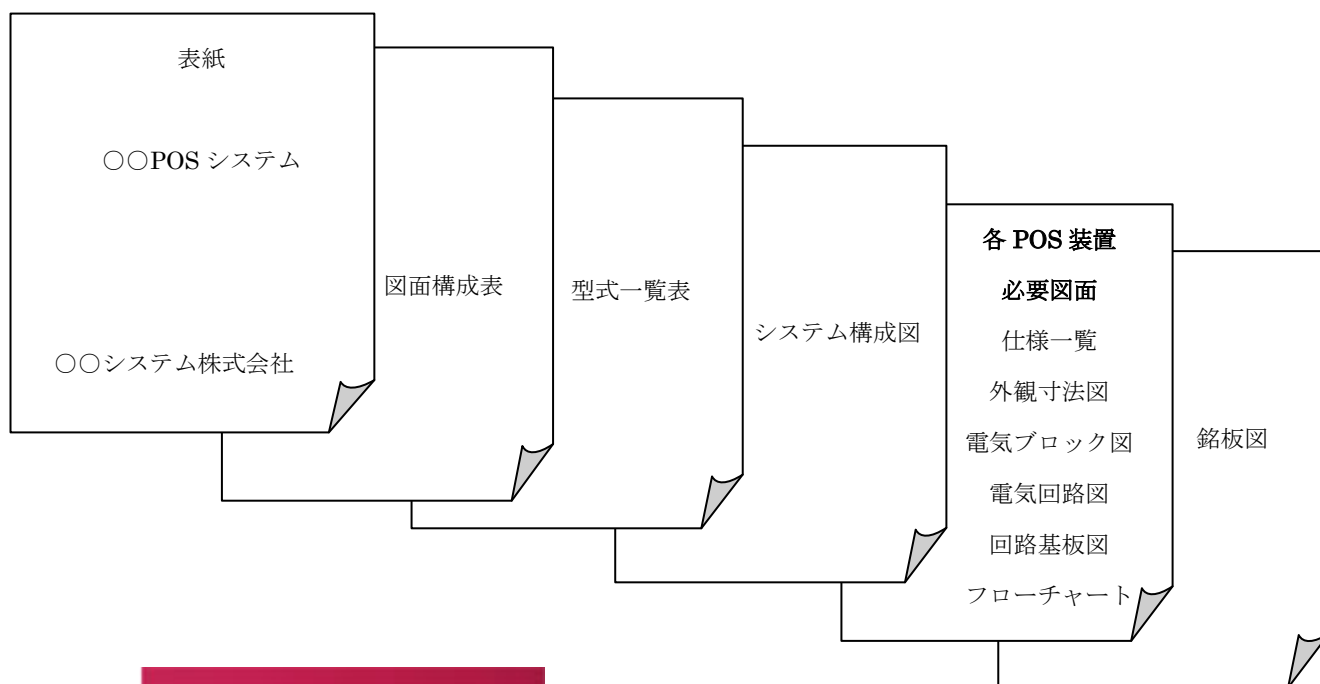 表紙
○○POS システム
○○システム株式会社
図面構成表
型式一覧表
システム構成図
各 POS 装置
必要図面
仕様一覧
外観寸法図
電気ブロック図
電気回路図
回路基板図
フローチャート
銘板図